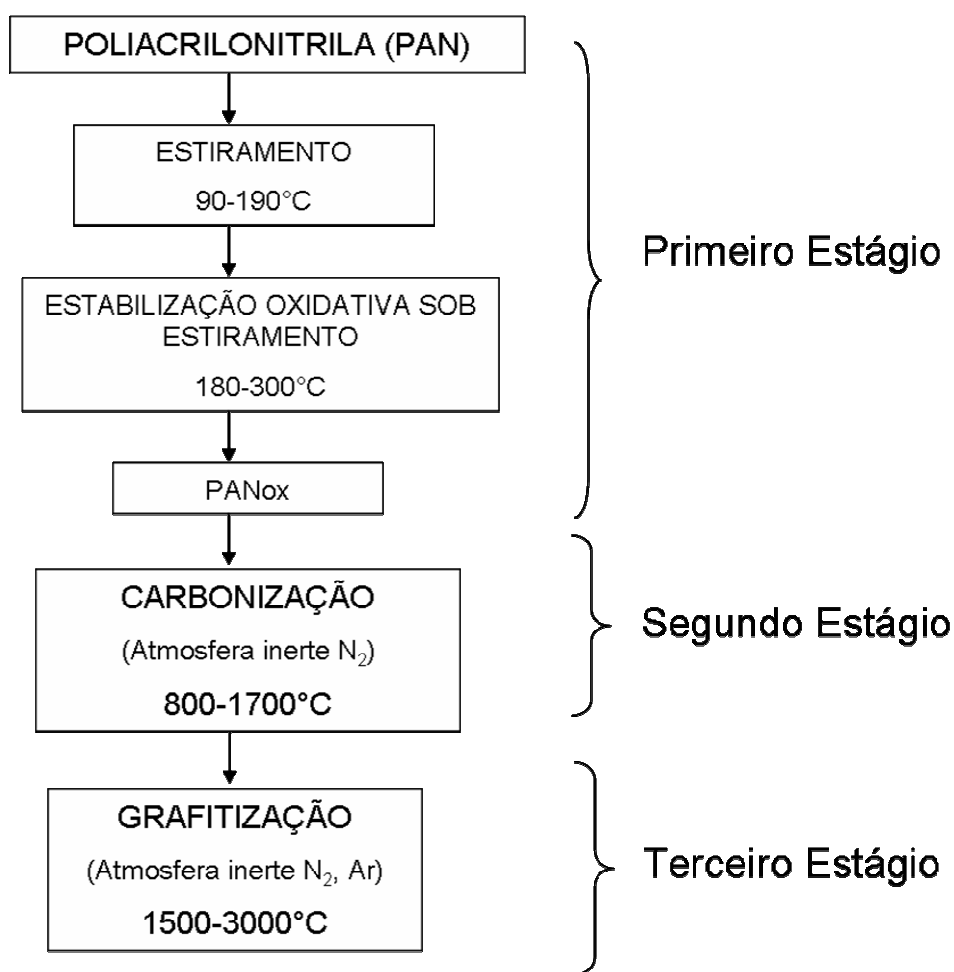 POLIACRILONITRILA (PAN)
ESTIRAMENTO
90-190°C
ESTABILIZAÇÃO OXIDATIVA SOB
ESTIRAMENTO
180-300°C
PANox
Primeiro Estágio
CARBONIZAÇÃO
(Atmosfera inerte N₂)
800-1700°C
Segundo Estágio
GRAFITIZAÇÃO
(Atmosfera inerte N₂, Ar)
1500-3000°C
Terceiro Estágio